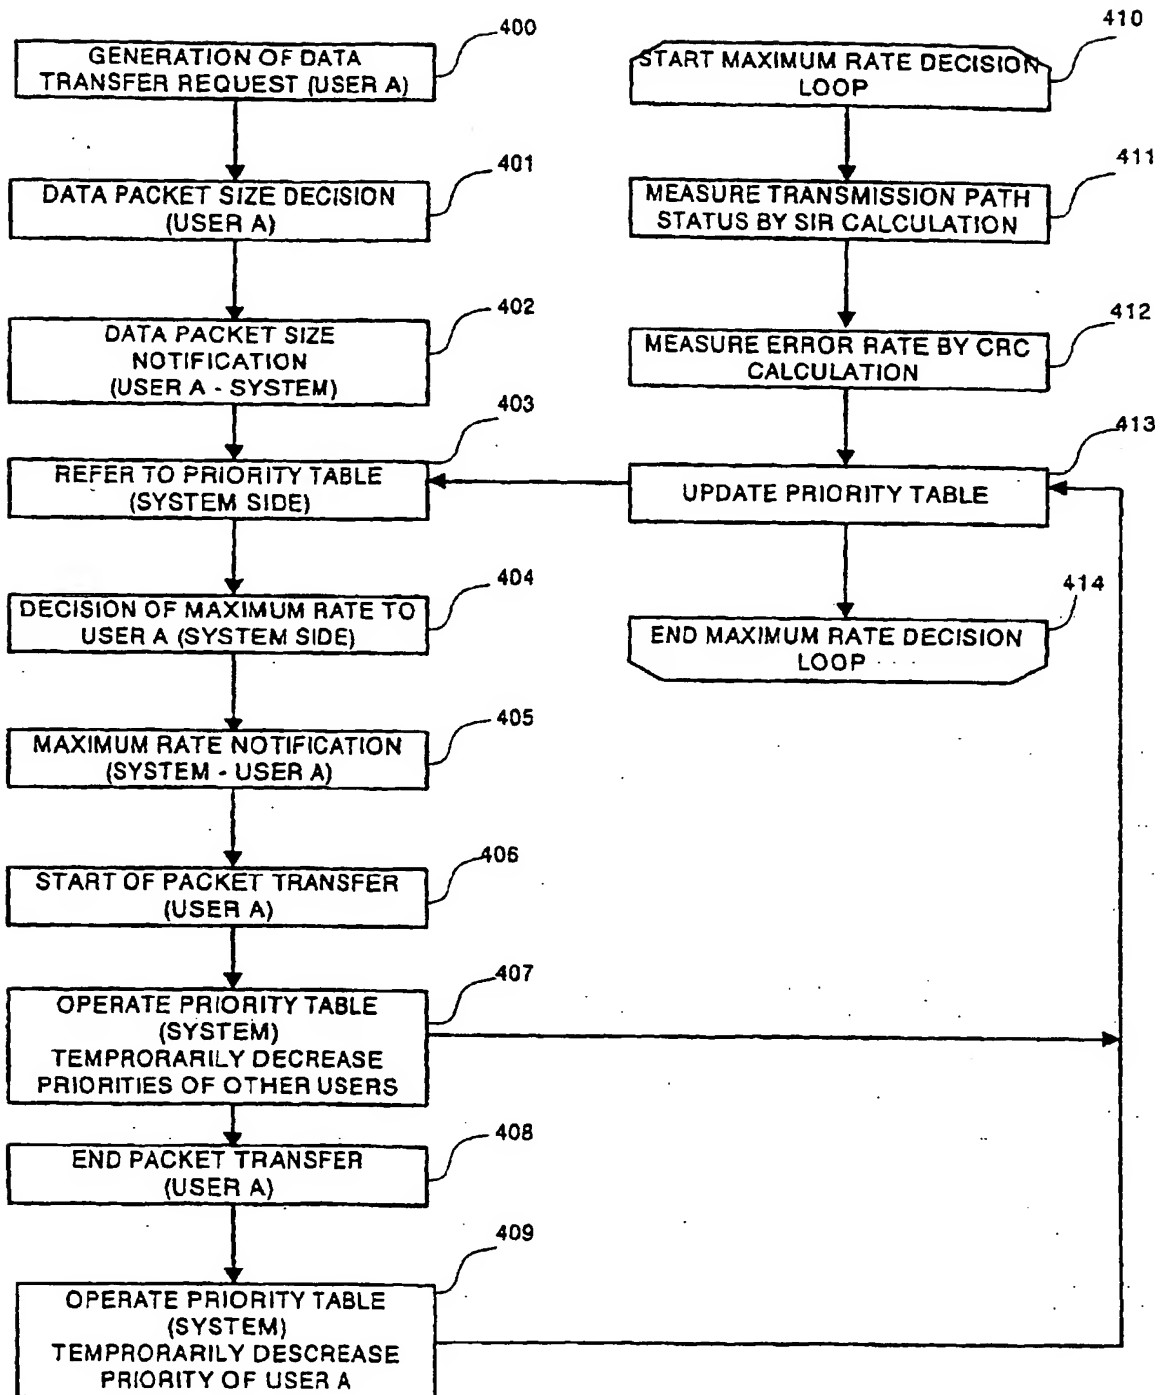 400
GENERATION OF DATA
TRANSFER REQUEST (USER A)
401
DATA PACKET SIZE DECISION
(USER A)
402
DATA PACKET SIZE
NOTIFICATION
(USER A - SYSTEM)
403
REFER TO PRIORITY TABLE
(SYSTEM SIDE)
404
DECISION OF MAXIMUM RATE TO
USER A (SYSTEM SIDE)
405
MAXIMUM RATE NOTIFICATION
(SYSTEM - USER A)
406
START OF PACKET TRANSFER
(USER A)
407
OPERATE PRIORITY TABLE
(SYSTEM)
TEMPRORARILY DECREASE
PRIORITIES OF OTHER USERS
408
END PACKET TRANSFER
(USER A)
409
OPERATE PRIORITY TABLE
(SYSTEM)
TEMPRORARILY DESCREASE
PRIORITY OF USER A
410
START MAXIMUM RATE DECISION
LOOP
411
MEASURE TRANSMISSION PATH
STATUS BY SIR CALCULATION
412
MEASURE ERROR RATE BY CRC
CALCULATION
413
UPDATE PRIORITY TABLE
414
END MAXIMUM RATE DECISION
LOOP